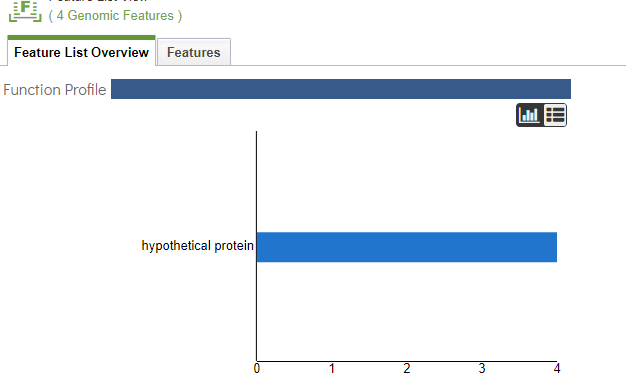 ( 4 Genomic Features )
Feature List Overview Features
Function Profile
hypothetical protein
0 1 2 3 4